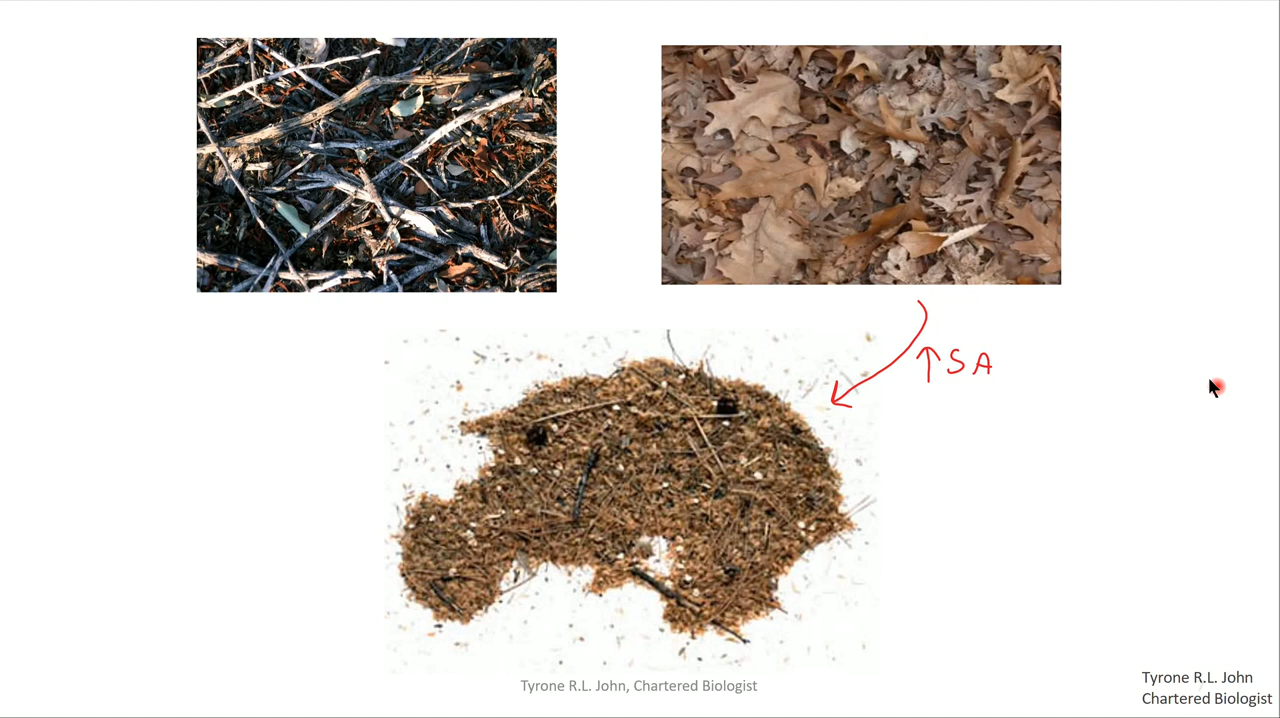 ↑ SA
Tyrone R.L. John, Chartered Biologist
Tyrone R.L. John
Chartered Biologist